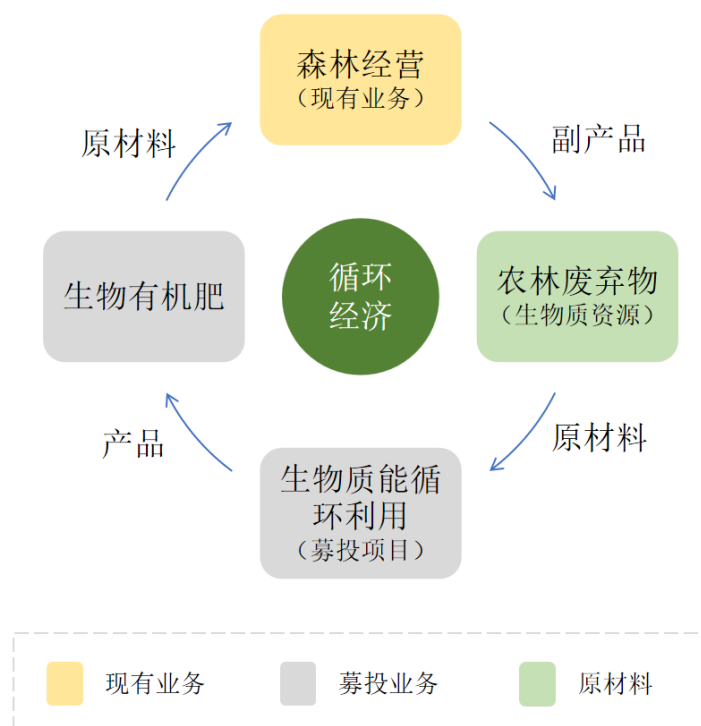 森林经营
（现有业务）
原材料
副产品
生物有机肥
循环
经济
农林废弃物
（生物质资源）
产品
原材料
生物质能循
环利用
（募投项目）
现有业务
募投业务
原材料